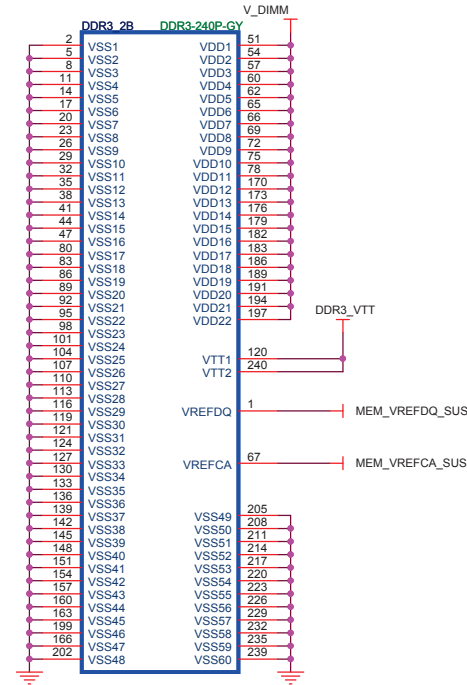 V_DIMM
DDR3_2B DDR3-240P-GY
2 VSS1 VDD1 51
5 VSS2 VDD2 54
8 VSS3 VDD3 57
11 VSS4 VDD4 60
14 VSS5 VDD5 62
17 VSS6 VDD6 65
20 VSS7 VDD7 66
23 VSS8 VDD8 69
26 VSS9 VDD9 72
29 VSS10 VDD10 75
32 VSS11 VDD11 78
35 VSS12 VDD12 170
38 VSS13 VDD13 173
41 VSS14 VDD14 176
44 VSS15 VDD15 179
47 VSS16 VDD16 182
80 VSS17 VDD17 183
83 VSS18 VDD18 186
86 VSS19 VDD19 189
89 VSS20 VDD20 191
92 VSS21 VDD21 194
95 VSS22 VDD22 197
DDR3_VTT
98 VSS23
101 VSS24
104 VSS25 VTT1 120
107 VSS26 VTT2 240
110 VSS27
113 VSS28
116 VSS29 VREFDQ 1 MEM_VREFDQ_SUS
119 VSS30
121 VSS31
124 VSS32
127 VSS33 VREFCA 67 MEM_VREFCA_SUS
130 VSS34
133 VSS35
136 VSS36
139 VSS37 VSS49 205
142 VSS38 VSS50 208
145 VSS39 VSS51 211
148 VSS40 VSS52 214
151 VSS41 VSS53 217
154 VSS42 VSS54 220
157 VSS43 VSS55 223
160 VSS44 VSS56 226
163 VSS45 VSS57 229
199 VSS46 VSS58 232
166 VSS47 VSS59 235
202 VSS48 VSS60 239